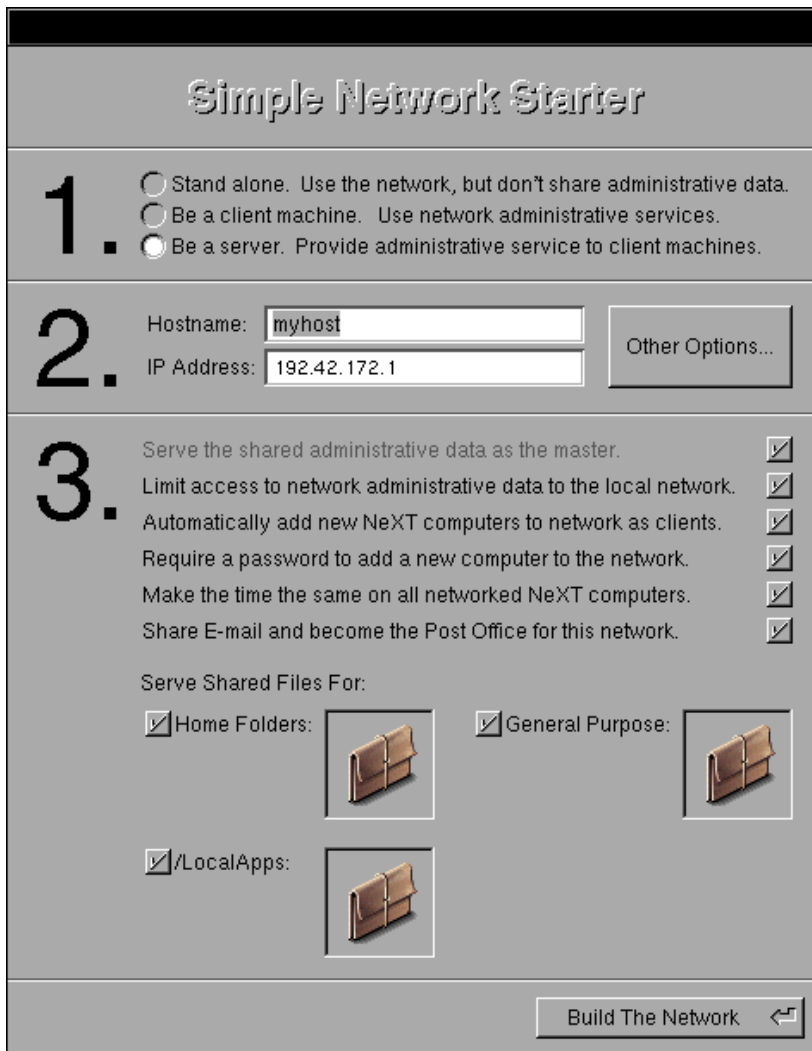 Simple Network Starter
1.
Stand alone.  Use the network, but don't share administrative data.
Be a client machine.   Use network administrative services.
Be a server.  Provide administrative service to client machines.
2.
Hostname: myhost
IP Address: 192.42.172.1
Other Options...
3.
Serve the shared administrative data as the master.
Limit access to network administrative data to the local network.
Automatically add new NeXT computers to network as clients.
Require a password to add a new computer to the network.
Make the time the same on all networked NeXT computers.
Share E-mail and become the Post Office for this network.
Serve Shared Files For:
Home Folders:
General Purpose:
/LocalApps:
Build The Network